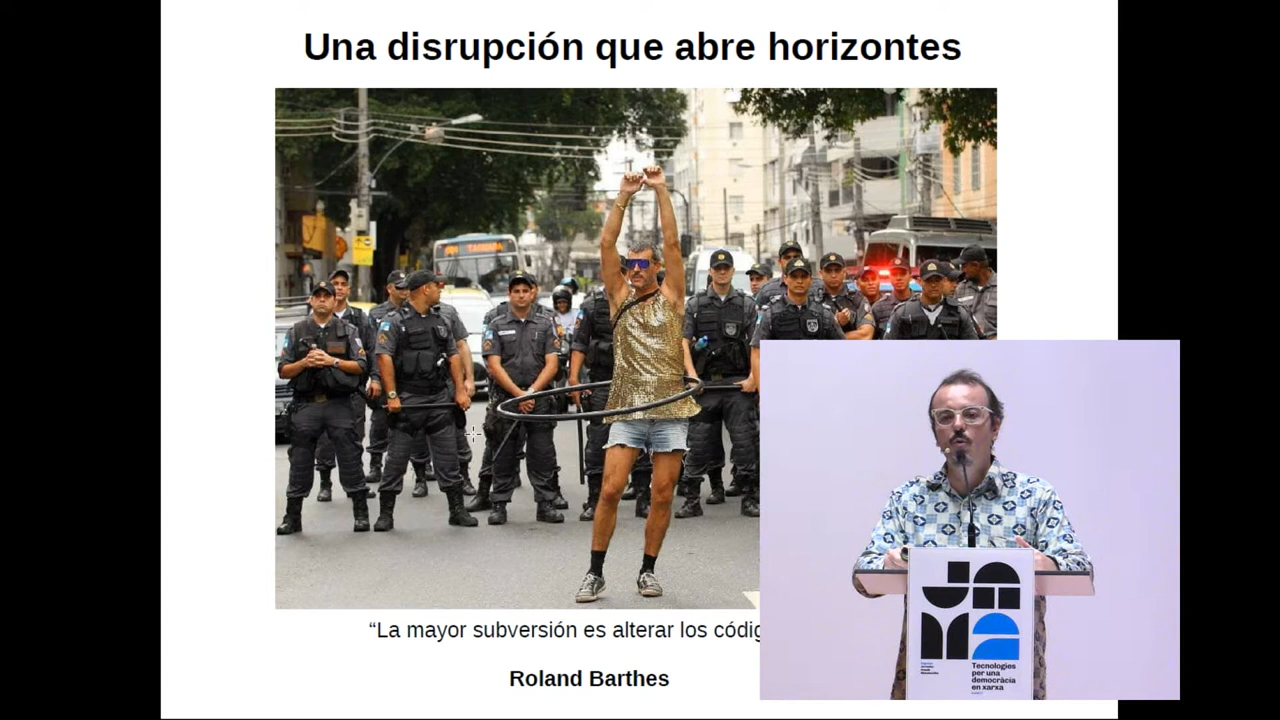 Una disrupción que abre horizontes
“La mayor subversión es alterar los códig
Roland Barthes
JANA2
Tecnologies
per una
democràcia
en xarxa